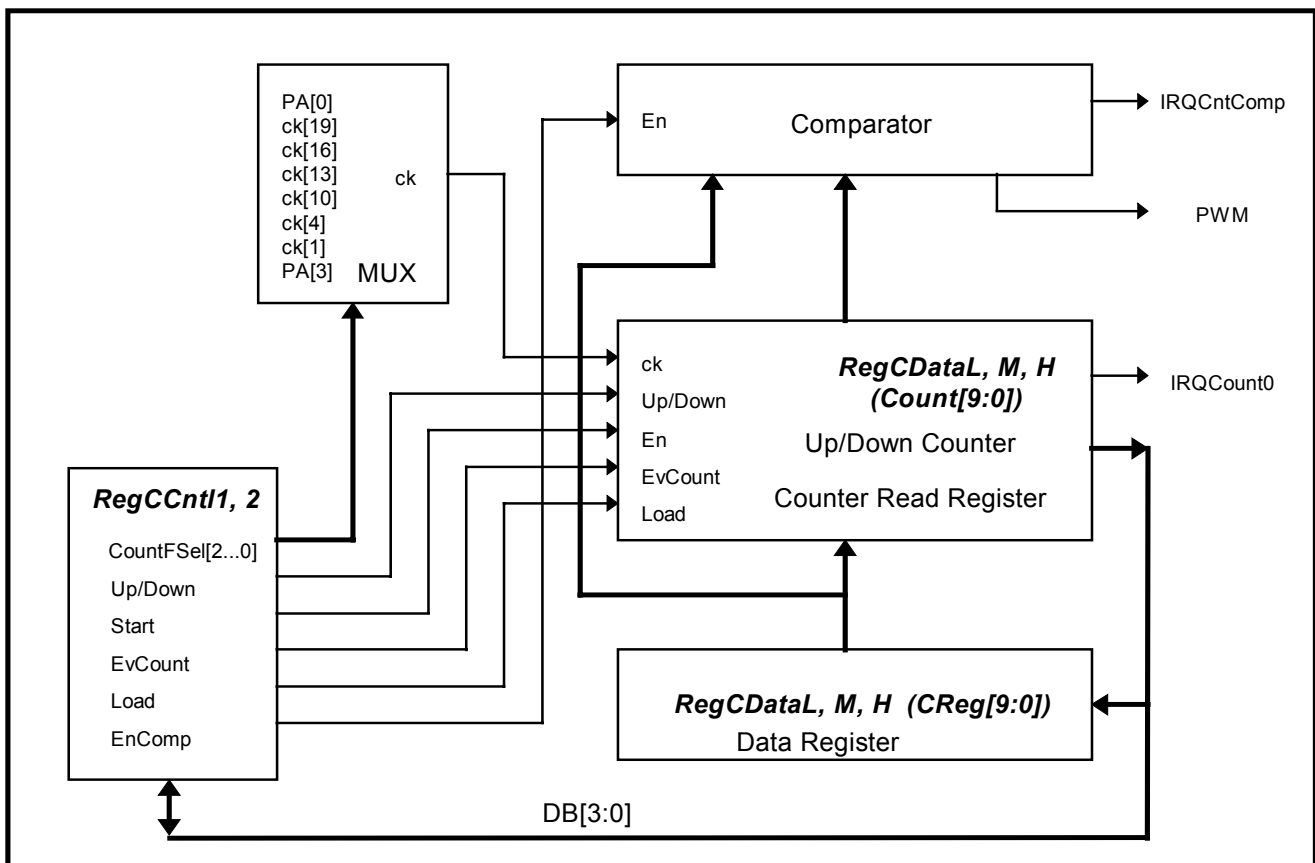 PA[0]
ck[19]
ck[16]
ck[13]
ck[10]
ck[4]
ck[1]
PA[3]
ck
MUX
En
Comparator
IRQCntComp
PWM
ck
Up/Down
En
EvCount
Load
RegCDataL, M, H
(Count[9:0])
Up/Down Counter
Counter Read Register
IRQCount0
RegCCntl1, 2
CountFSel[2...0]
Up/Down
Start
EvCount
Load
EnComp
RegCDataL, M, H (CReg[9:0])
Data Register
DB[3:0]